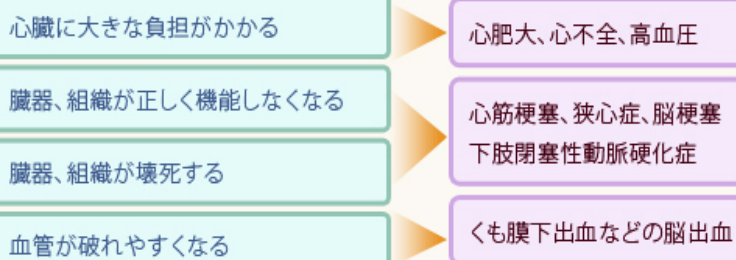 心臓に大きな負担がかかる
心肥大、心不全、高血圧
臓器、組織が正しく機能しなくなる
臓器、組織が壊死する
心筋梗塞、狭心症、脳梗塞
下肢閉塞性動脈硬化症
血管が破れやすくなる
くも膜下出血などの脳出血